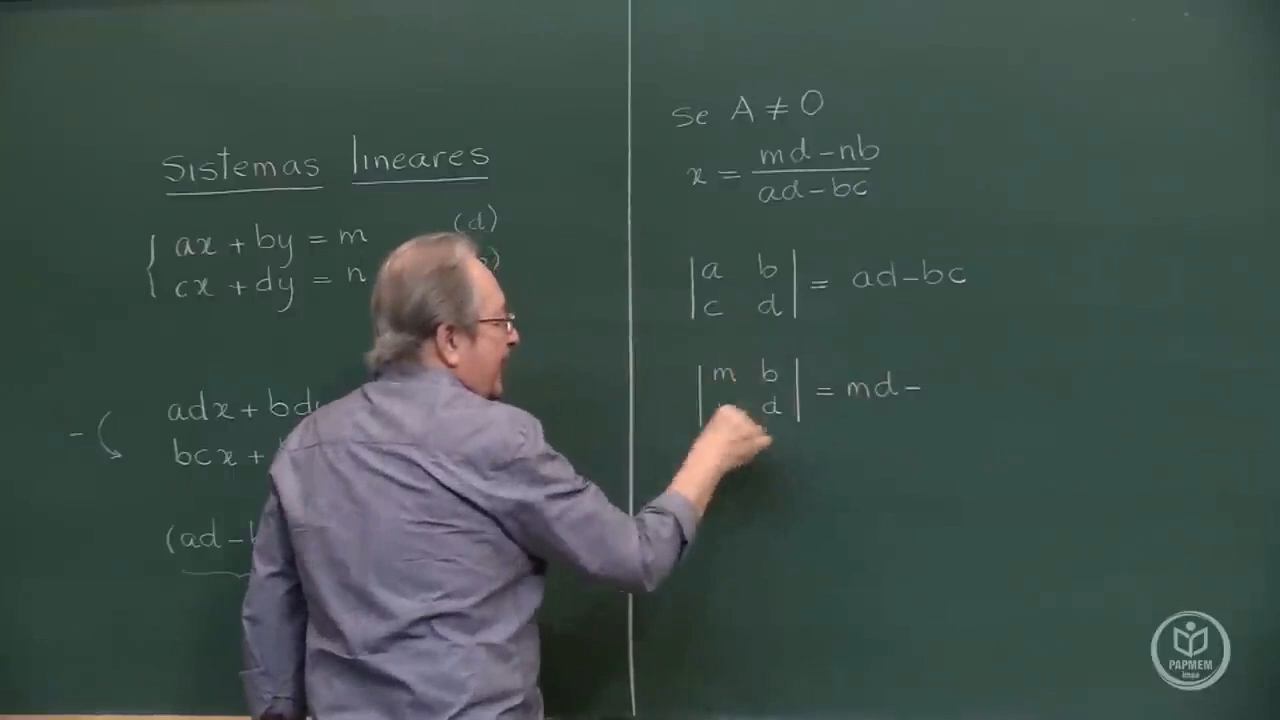 Sistemas lineares
ax + by = m (d)
cx + dy = n
adx + bd
- bcx +
(ad -
Se A ≠ 0
x = md - nb / ad - bc
|a b| = ad - bc
|c d|
|m b| = md -
d|
PAPMEM
impa